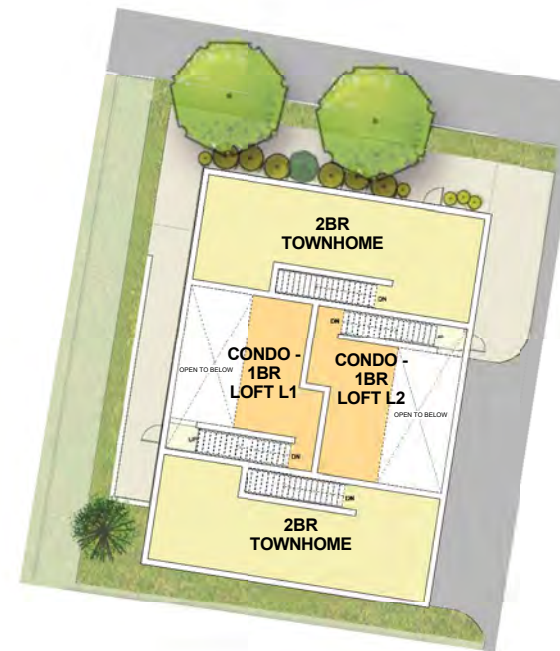 2BR
TOWNHOME
DN
DN
UP
CONDO -
1BR
LOFT L1
OPEN TO BELOW
CONDO -
1BR
LOFT L2
OPEN TO BELOW
UP
DN
DN
2BR
TOWNHOME